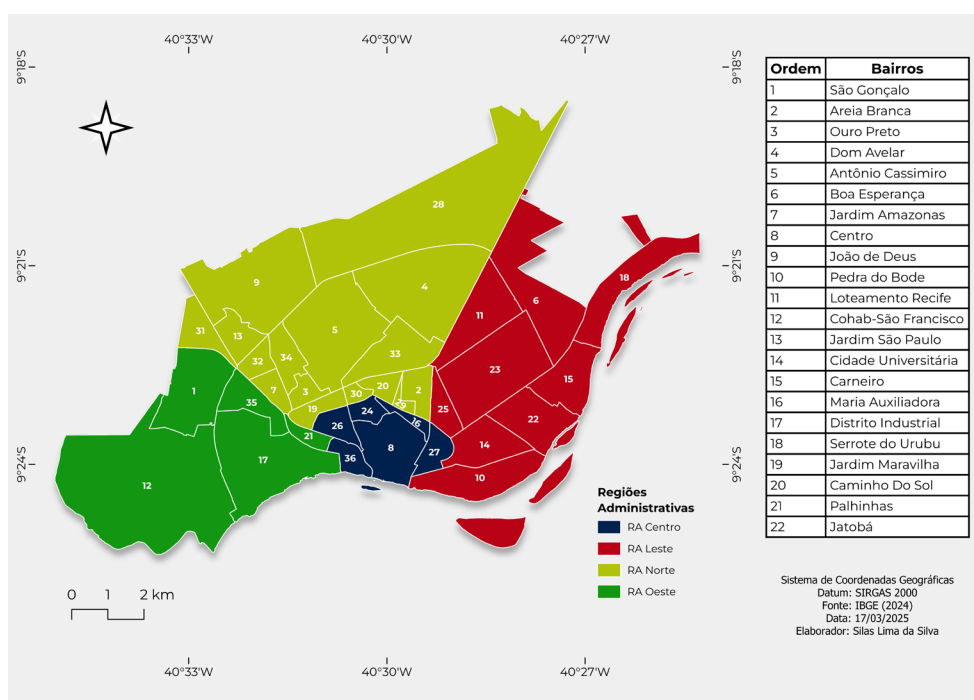 40°33'W 40°30'W 40°27'W
9°18'S 9°18'S
28
18
9
4
6
9°21'S 9°21'S
11
31
13
5
33
32
34
23
15
7
3
30
20
2
29
1
35
19
24
16
25
22
26
21
14
8
27
36
17
10
12
9°24'S 9°24'S
Regiões
Administrativas
RA Centro
RA Leste
RA Norte
RA Oeste
0 1 2 km
40°33'W 40°30'W 40°27'W
Ordem Bairros
1 São Gonçalo
2 Areia Branca
3 Ouro Preto
4 Dom Avelar
5 Antônio Cassimiro
6 Boa Esperança
7 Jardim Amazonas
8 Centro
9 João de Deus
10 Pedra do Bode
11 Loteamento Recife
12 Cohab-São Francisco
13 Jardim São Paulo
14 Cidade Universitária
15 Carneiro
16 Maria Auxiliadora
17 Distrito Industrial
18 Serrote do Urubu
19 Jardim Maravilha
20 Caminho Do Sol
21 Palhinhas
22 Jatobá
Sistema de Coordenadas Geográficas
Datum: SIRGAS 2000
Fonte: IBGE (2024)
Data: 17/03/2025
Elaborador: Silas Lima da Silva